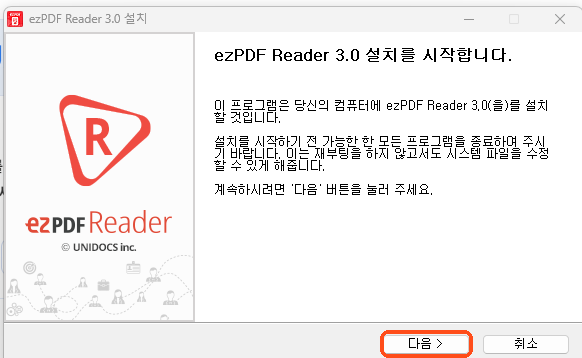 ezPDF Reader 3.0 설치
ezPDF Reader 3.0 설치를 시작합니다.
이 프로그램은 당신의 컴퓨터에 ezPDF Reader 3.0(을)를 설치
할 것입니다.
설치를 시작하기 전 가능한 한 모든 프로그램을 종료하여 주시
기 바랍니다. 이는 재부팅을 하지 않고서도 시스템 파일을 수정
할 수 있게 해줍니다.
계속하시려면 '다음' 버튼을 눌러 주세요.
R
ezPDF Reader
© UNIDOCS inc.
다음 >
취소